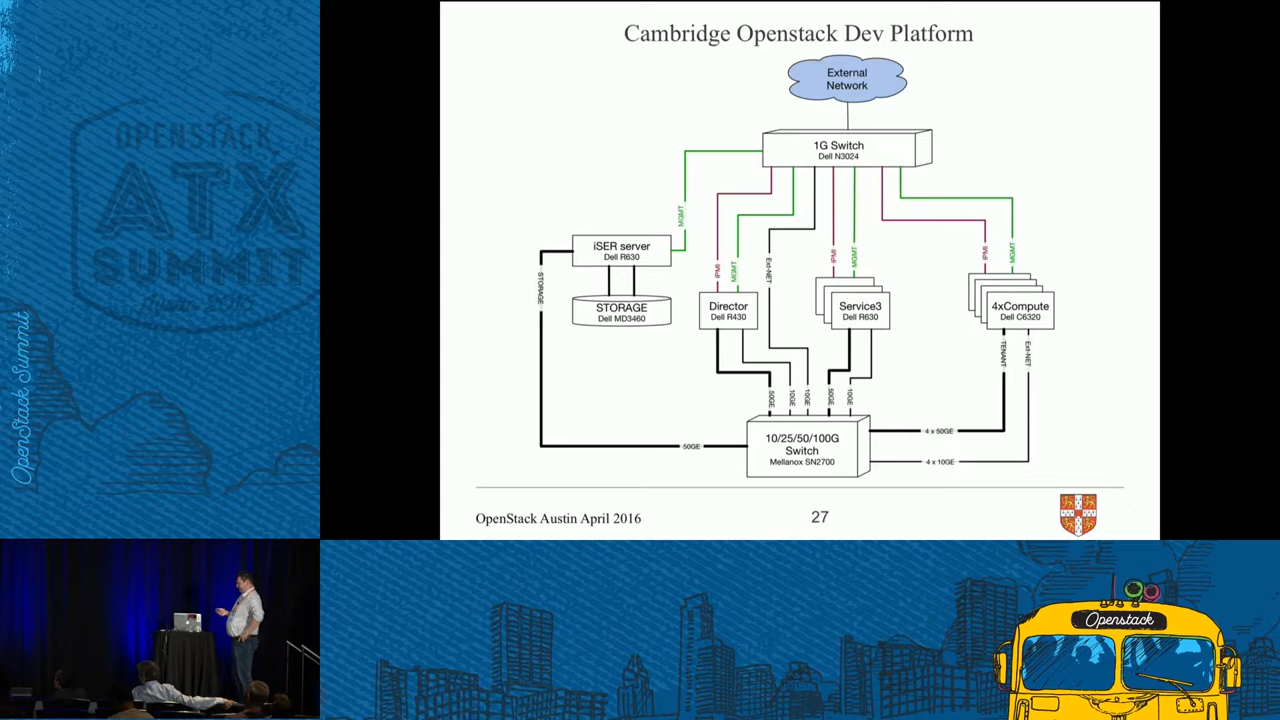 Cambridge Openstack Dev Platform
External
Network
1G Switch
Dell N3024
MGMT
iSER server
Dell R630
STORAGE
STORAGE
Dell MD3460
IPMI
MGMT
Ext-NET
IPMI
MGMT
IPMI
MGMT
Director
Dell R430
Service3
Dell R630
4xCompute
Dell C6320
TENANT
Ext-NET
50GE
10GE
10GE
50GE
10GE
50GE
10/25/50/100G
Switch
Mellanox SN2700
4 x 50GE
4 x 10GE
OpenStack Austin April 2016
27
OPENSTACK
ATX
SUMMIT
OpenStack Summit
Openstack